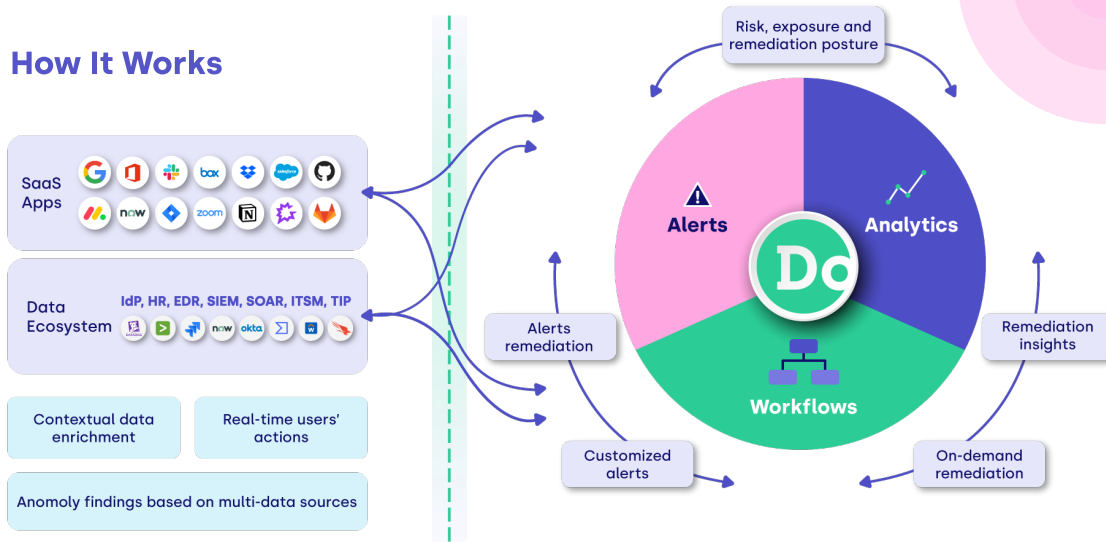 How It Works
SaaS
Apps
box
salesforce
now
zoom
Data
Ecosystem
IdP, HR, EDR, SIEM, SOAR, ITSM, TIP
now
okta
Contextual data
enrichment
Real-time users’
actions
Anomoly findings based on multi-data sources
Risk, exposure and
remediation posture
Alerts
Analytics
Do
Workflows
Alerts
remediation
Remediation
insights
Customized
alerts
On-demand
remediation